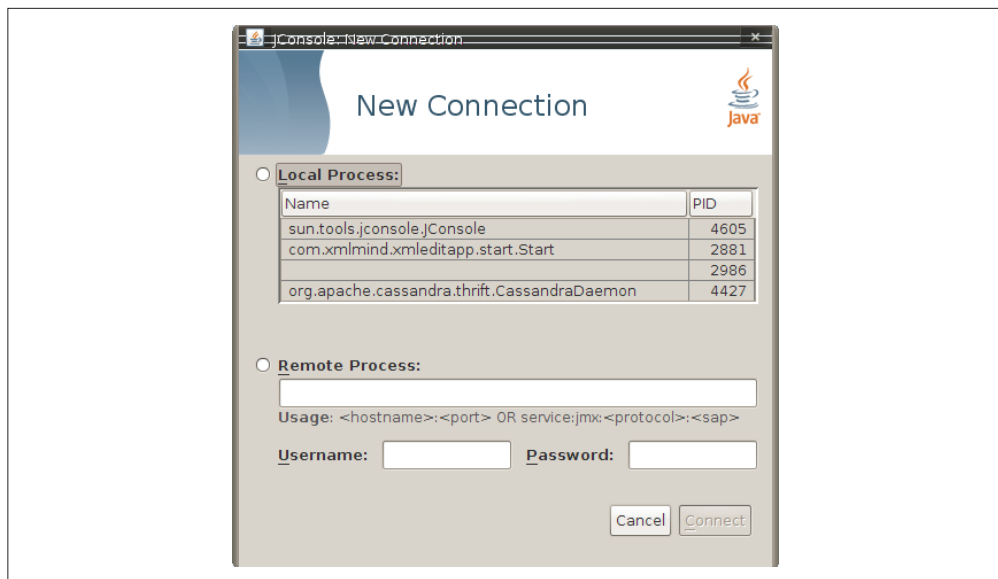 JConsole: New Connection
New Connection
Java
Local Process:
Name PID
sun.tools.jconsole.JConsole 4605
com.xmlmind.xmleditapp.start.Start 2881
2986
org.apache.cassandra.thrift.CassandraDaemon 4427
Remote Process:
Usage: <hostname>:<port> OR service:jmx:<protocol>:<sap>
Username: Password:
Cancel Connect